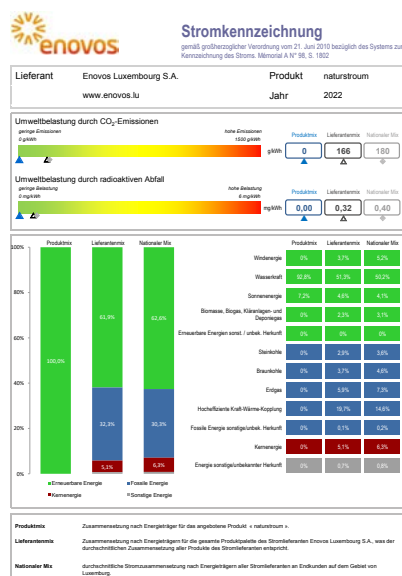 enovos
Stromkennzeichnung
gemäß großherzoglicher Verordnung vom 21. Juni 2010 bezüglich des Systems zur
Kennzeichnung des Stroms. Mémorial A N° 98, S. 1802
Lieferant Enovos Luxembourg S.A. Produkt naturstroum
www.enovos.lu Jahr 2022
Umweltbelastung durch CO2-Emissionen
geringe Emissionen hohe Emissionen Produktmix Lieferantenmix Nationaler Mix
0 g/kWh 1500 g/kWh
g/kWh 0 166 180
Umweltbelastung durch radioaktiven Abfall
geringe Belastung hohe Belastung Produktmix Lieferantenmix Nationaler Mix
0 mg/kWh 6 mg/kWh
mg/kWh 0,00 0,32 0,40
100% Produktmix Lieferantenmix Nationaler Mix
80%
60%
40%
20%
0%
100,0%
61,9% 62,6%
32,3% 30,3%
5,1% 6,3%
Erneuerbare Energie Fossile Energie
Kernenergie Sonstige Energie
Produktmix Lieferantenmix Nationaler Mix
Windenergie 0% 3,7% 5,2%
Wasserkraft 92,8% 51,3% 50,2%
Sonnenenergie 7,2% 4,6% 4,1%
Biomasse, Biogas, Kläranlagen- und
Deponiegas 0% 2,3% 3,1%
Erneuerbare Energien sonst. / unbek. Herkunft 0% 0% 0%
Steinkohle 0% 2,9% 3,6%
Braunkohle 0% 3,7% 4,6%
Erdgas 0% 5,9% 7,3%
Hocheffiziente Kraft-Wärme-Kopplung 0% 19,7% 14,6%
Fossile Energie sonstige/unbek. Herkunft 0% 0,1% 0,2%
Kernenergie 0% 5,1% 6,3%
Energie sonstige/unbekannter Herkunft 0% 0,7% 0,8%
Produktmix Zusammensetzung nach Energieträger für das angebotene Produkt « naturstroum ».
Lieferantenmix Zusammensetzung nach Energieträgern für die gesamte Produktpalette des Stromlieferanten Enovos Luxembourg S.A., was der
durchschnittlichen Zusammensetzung aller Produkte des Stromlieferanten entspricht.
Nationaler Mix durchschnittliche Stromzusammensetzung nach Energieträgern aller Stromlieferanten an Endkunden auf dem Gebiet von
Luxemburg.